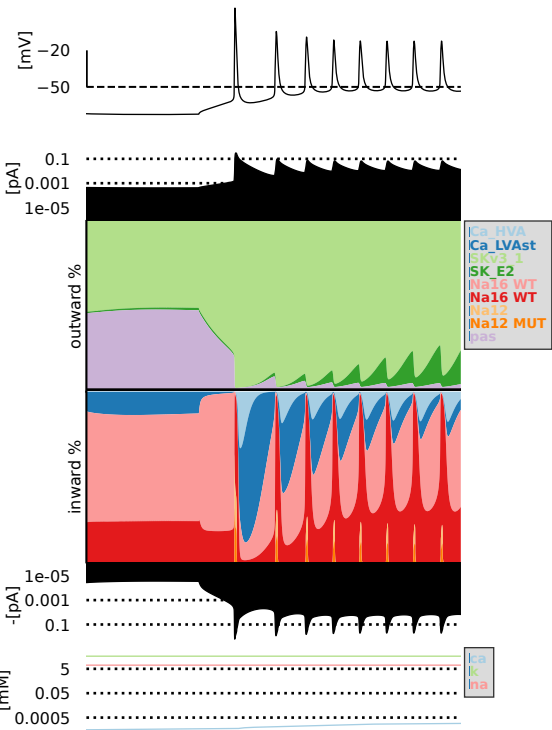 [mV]
−20
−50
[pA]
0.1
0.001
1e-05
outward %
Ca_HVA
Ca_LVAst
SKv3_1
SK_E2
Na16 WT
Na16 WT
Na12
Na12 MUT
pas
inward %
-[pA]
1e-05
0.001
0.1
[mM]
5
0.05
0.0005
ca
k
na